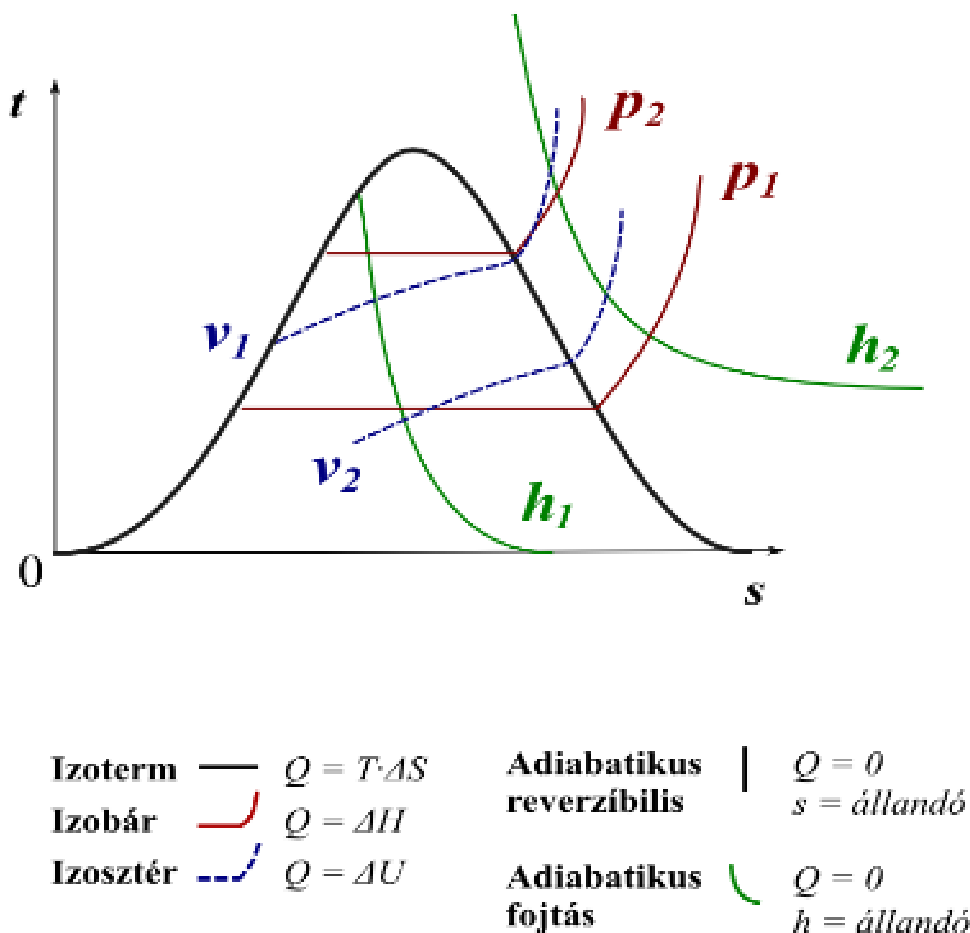 t
p₂
p₁
v₁
h₂
v₂
h₁
0
s
Izoterm Q = T·ΔS
Izobár Q = ΔH
Izosztér Q = ΔU
Adiabatikus reverzíbilis Q = 0
s = állandó
Adiabatikus fojtás Q = 0
h = állandó